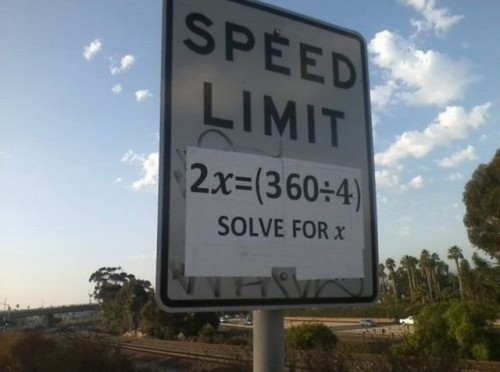 SPEED
LIMIT
2x=(360÷4)
SOLVE FOR x